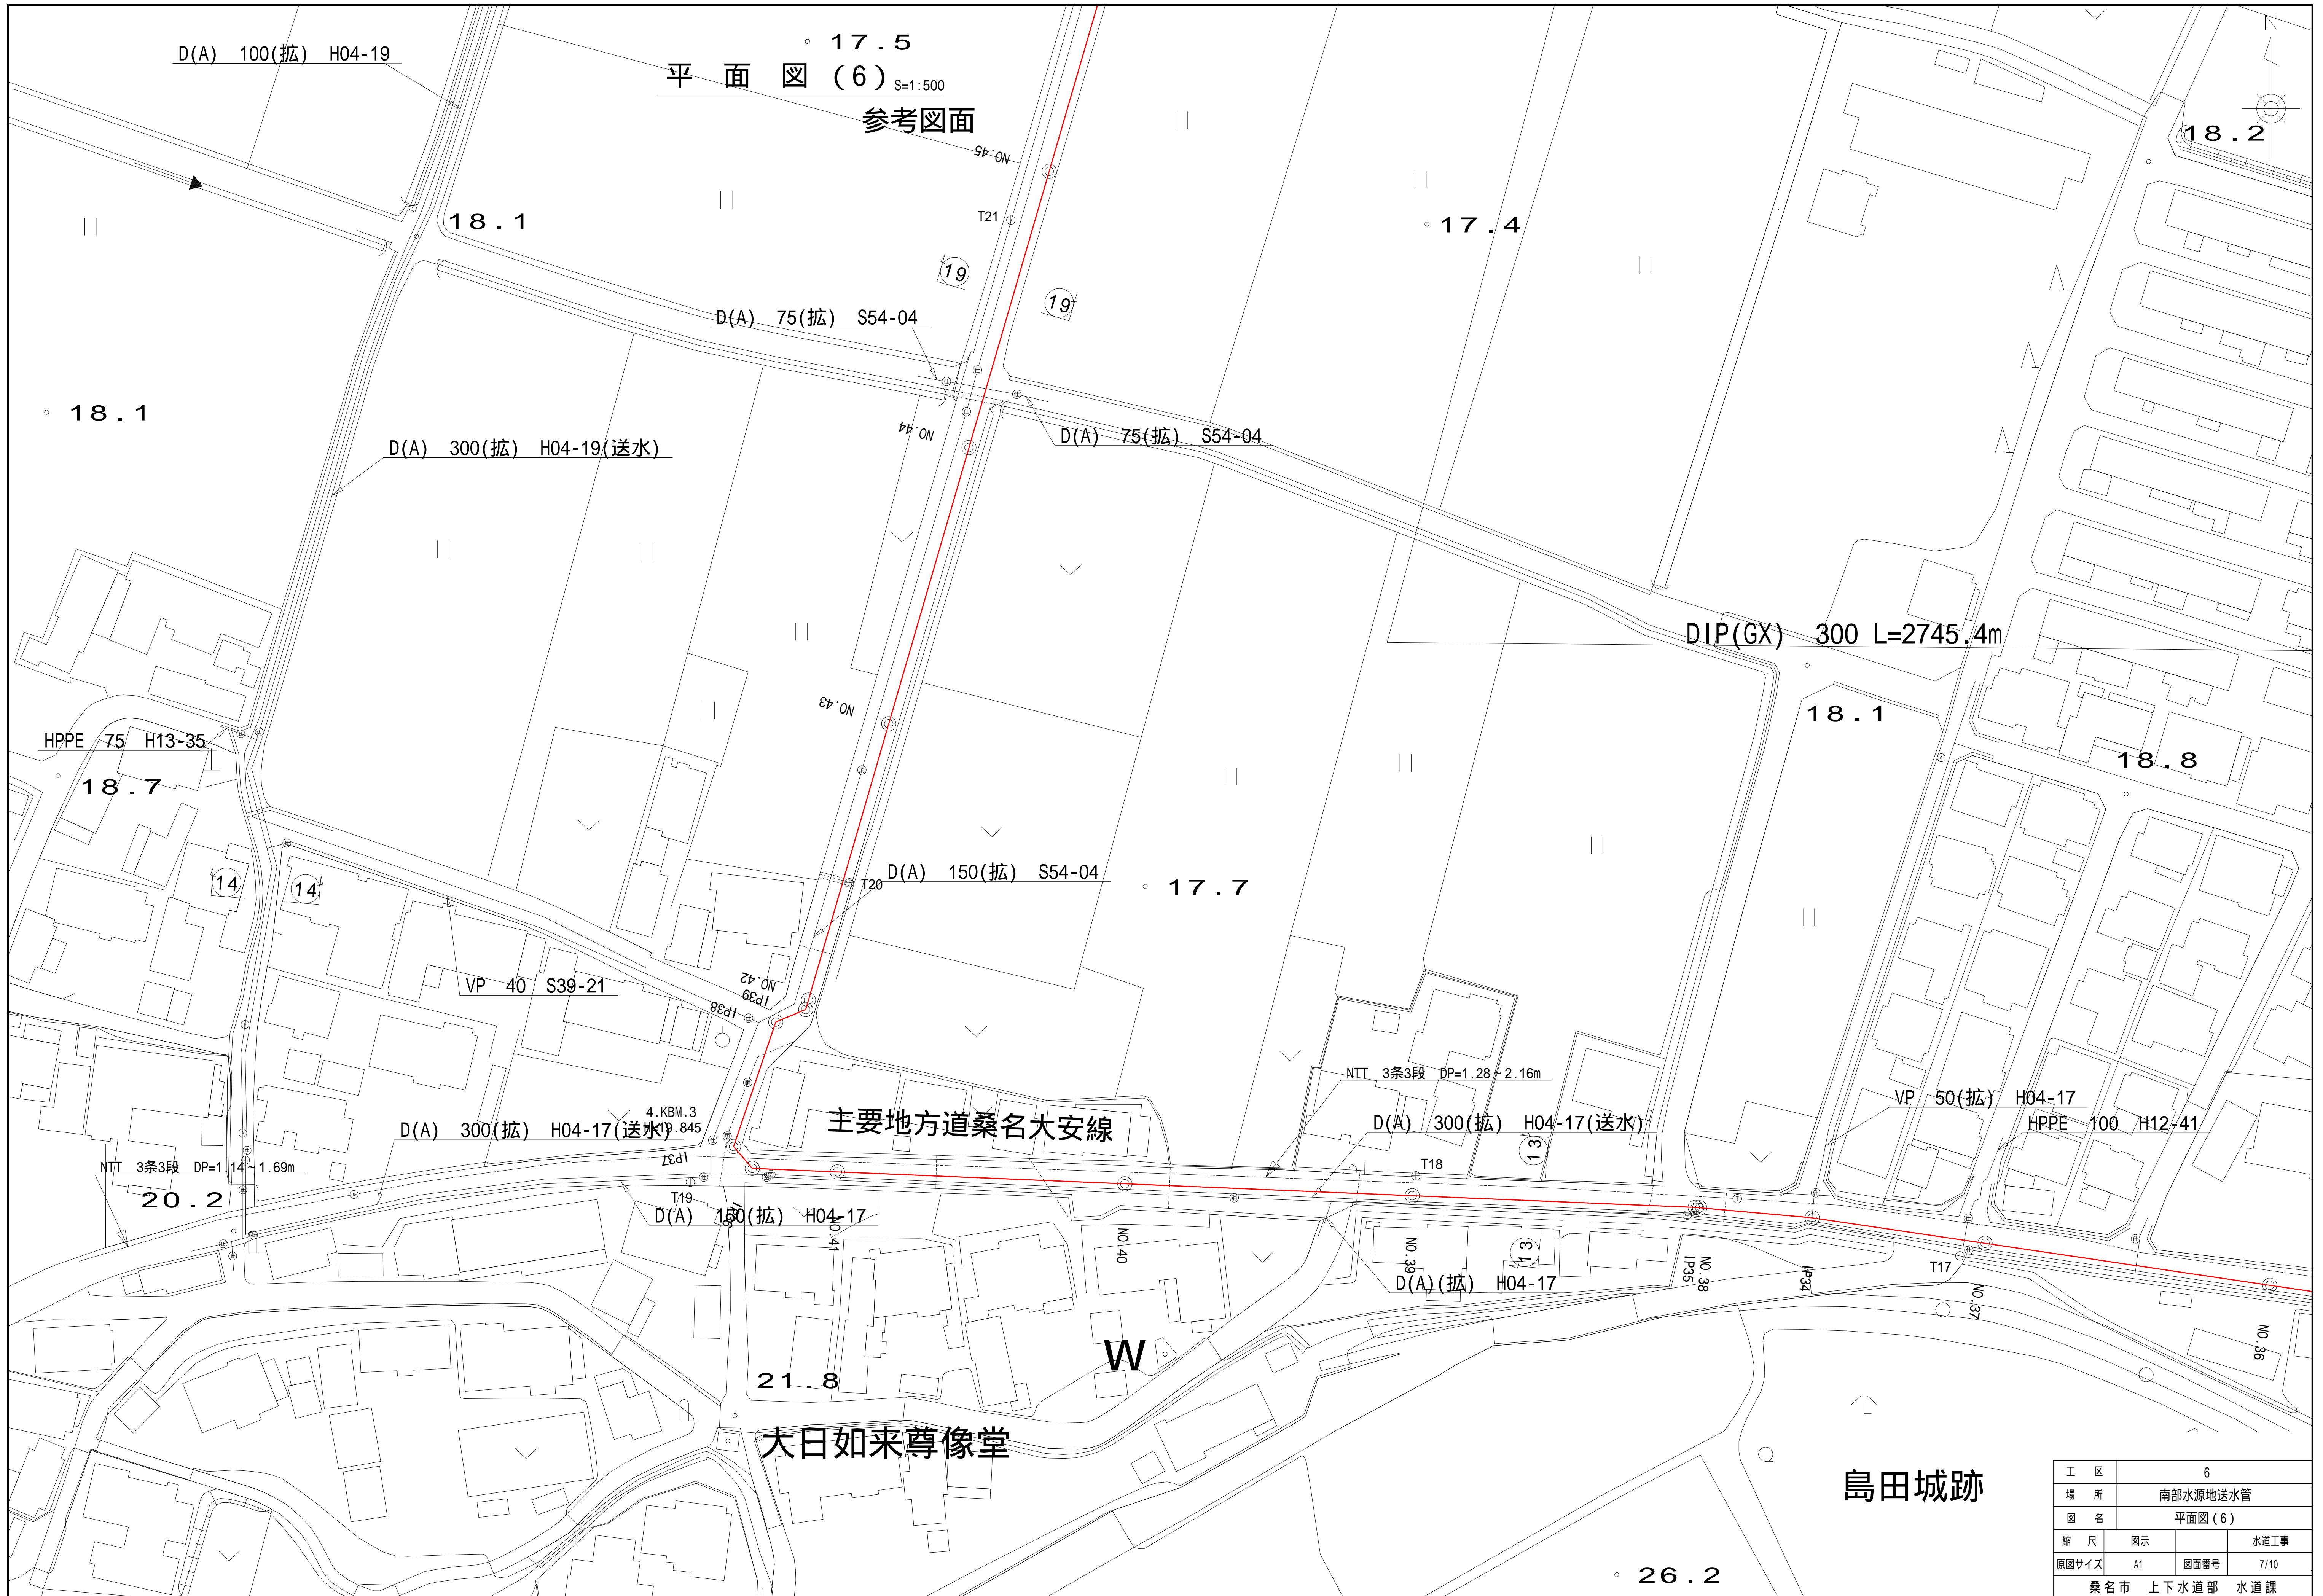 D(A) 100(拡) H04-19
17.5
平 面 図 (6) S=1:500
参考図面
N
18.2
NO.45
T21
18.1
17.4
19
19
D(A) 75(拡) S54-04
18.1
NO.44
D(A) 75(拡) S54-04
D(A) 300(拡) H04-19(送水)
DIP(GX) 300 L=2745.4m
NO.43
18.1
HPPE 75 H13-35
18.8
18.7
14
14
T20
D(A) 150(拡) S54-04
17.7
VP 40 S39-21
NO.42
IP39
IP38
NTT 3条3段 DP=1.28~2.16m
VP 50(拡) H04-17
4.KBM.3
H=19.845
主要地方道桑名大安線
D(A) 300(拡) H04-17(送水)
D(A) 300(拡) H04-17(送水)
HPPE 100 H12-41
13
IP37
NTT 3条3段 DP=1.14~1.69m
T18
20.2
T19
D(A) 150(拡) H04-17
NO.41
NO.40
NO.39
13
IP35
NO.38
IP34
T17
D(A)(拡) H04-17
NO.37
NO.36
W
21.8
大日如来尊像堂
島田城跡
26.2
工 区 6
場 所 南部水源地送水管
図 名 平面図(6)
縮 尺 図示 水道工事
原図サイズ A1 図面番号 7/10
桑名市 上下水道部 水道課